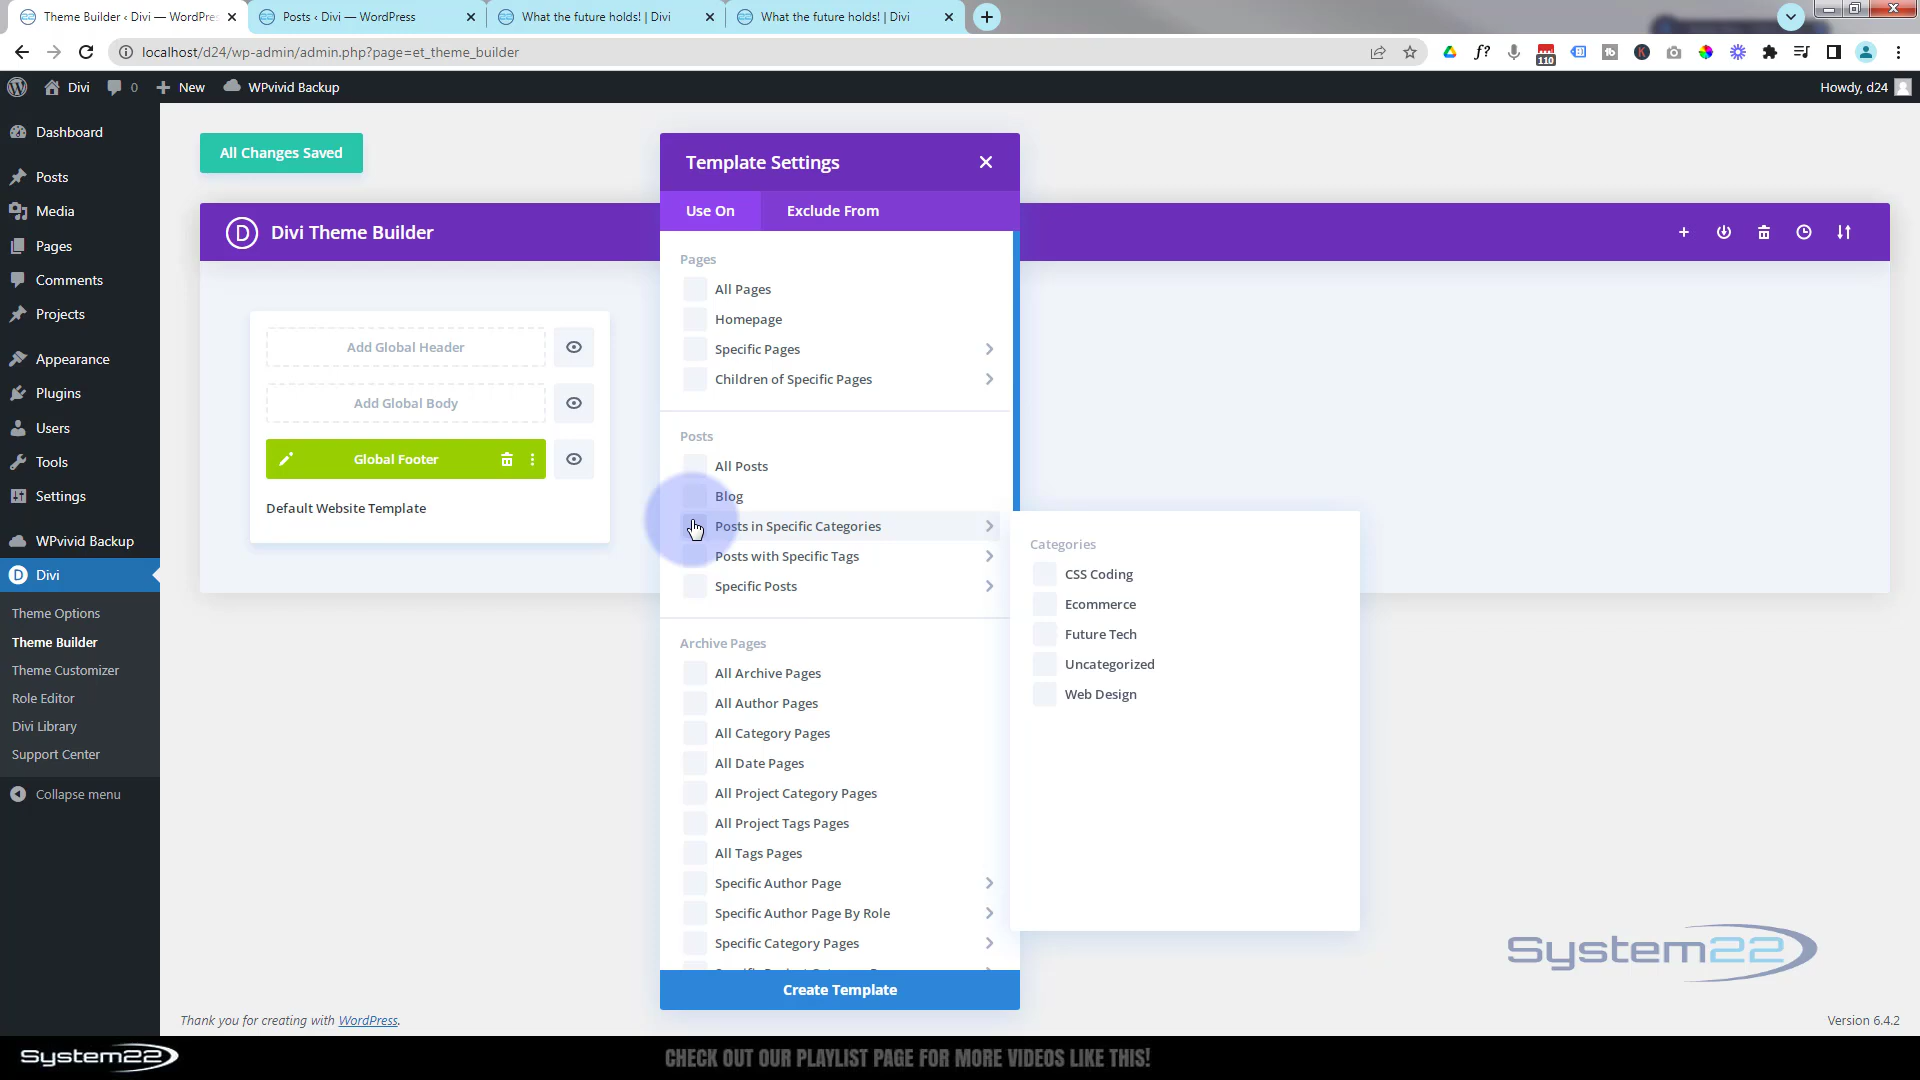 Theme Builder ‹ Divi — WordPres
Posts ‹ Divi — WordPress
What the future holds! | Divi
What the future holds! | Divi
localhost/d24/wp-admin/admin.php?page=et_theme_builder
f?
110
Divi
0
New
WPvivid Backup
Howdy, d24
Dashboard
Posts
Media
Pages
Comments
Projects
Appearance
Plugins
Users
Tools
Settings
WPvivid Backup
Divi
Theme Options
Theme Builder
Theme Customizer
Role Editor
Divi Library
Support Center
Collapse menu
All Changes Saved
Divi Theme Builder
Add Global Header
Add Global Body
Global Footer
Default Website Template
Template Settings
Use On
Exclude From
Pages
All Pages
Homepage
Specific Pages
Children of Specific Pages
Posts
All Posts
Blog
Posts in Specific Categories
Posts with Specific Tags
Specific Posts
Archive Pages
All Archive Pages
All Author Pages
All Category Pages
All Date Pages
All Project Category Pages
All Project Tags Pages
All Tags Pages
Specific Author Page
Specific Author Page By Role
Specific Category Pages
Create Template
Categories
CSS Coding
Ecommerce
Future Tech
Uncategorized
Web Design
System22
Thank you for creating with WordPress.
Version 6.4.2
System22
CHECK OUT OUR PLAYLIST PAGE FOR MORE VIDEOS LIKE THIS!